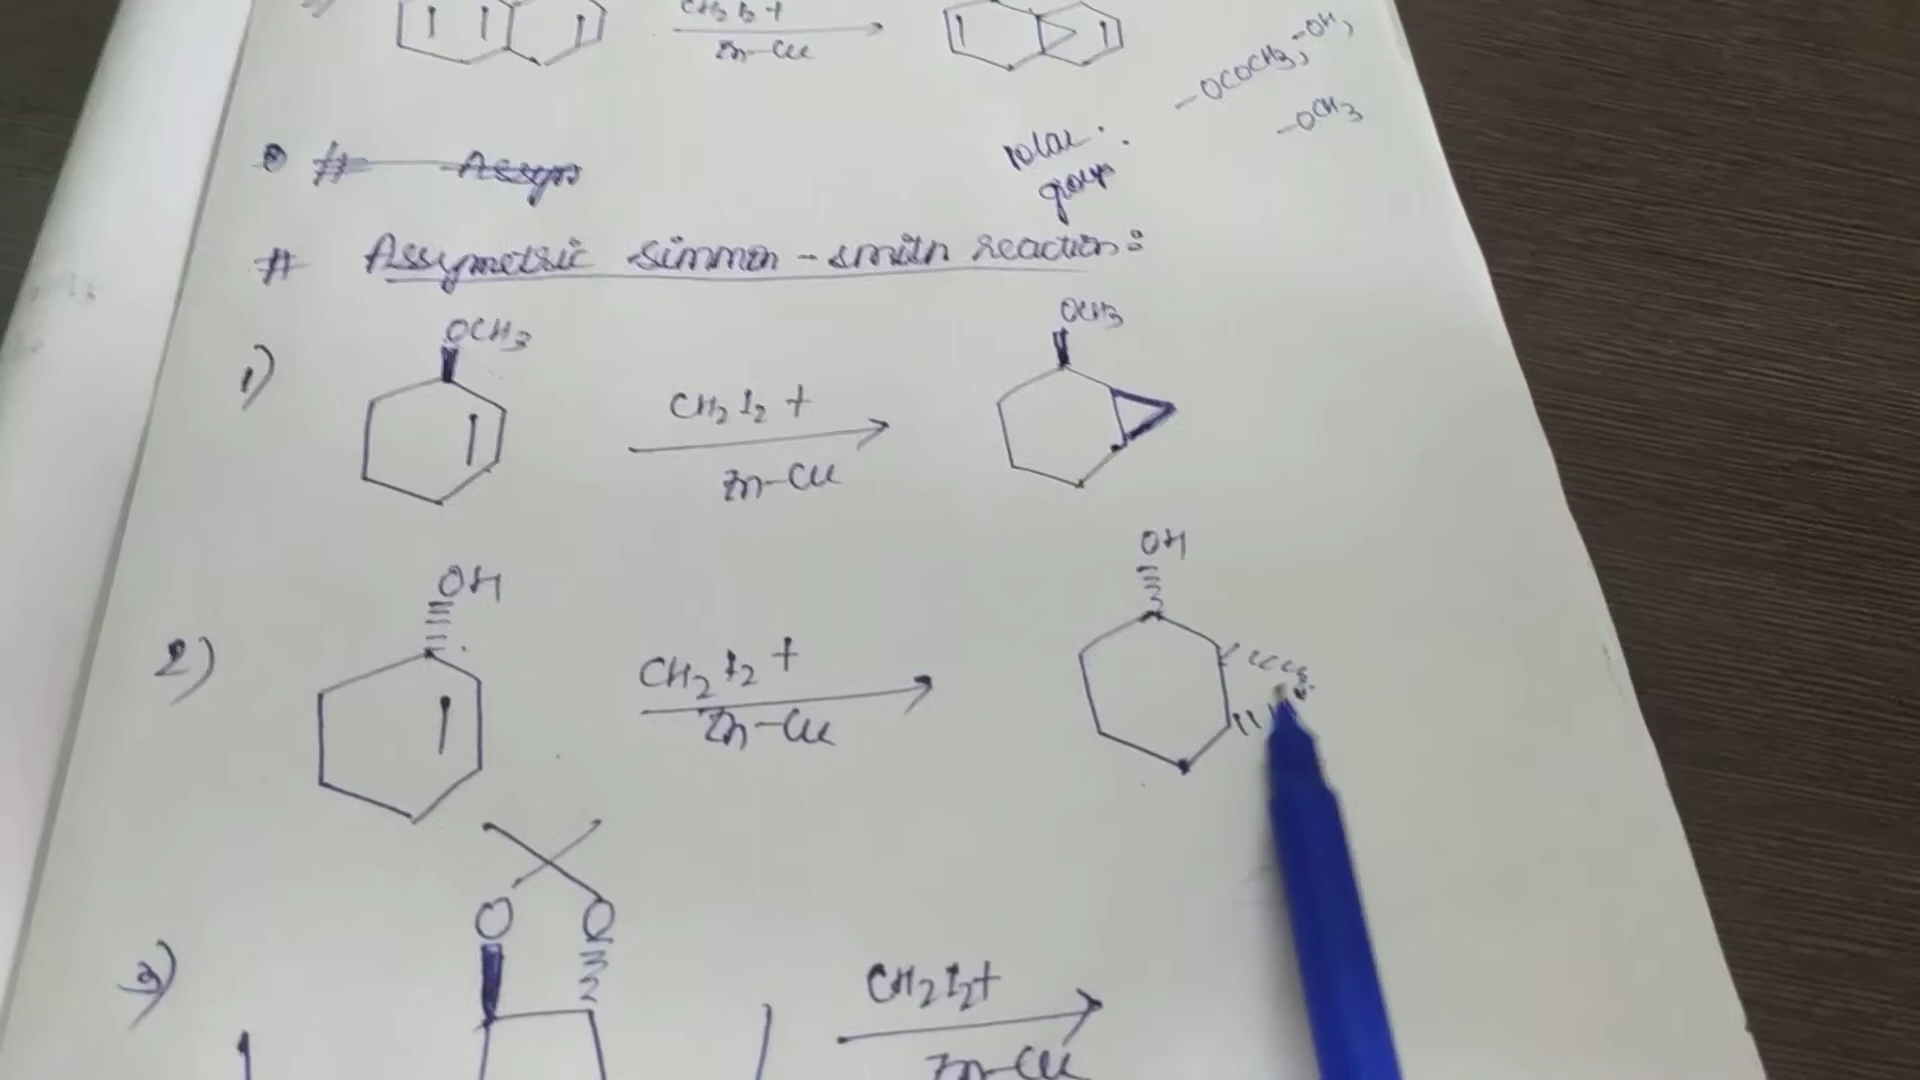 CH2I2+
Zn-Cu
-OCOCH3, -OH,
-OCH3
Polar :
group
# Assym
# Assymetric simmon-smith reaction:
1)
OCH3
CH2I2 +
Zn-Cu
OCH3
2)
OH
CH2I2 +
Zn-Cu
OH
3)
O O
CH2I2+
Zn-Cu